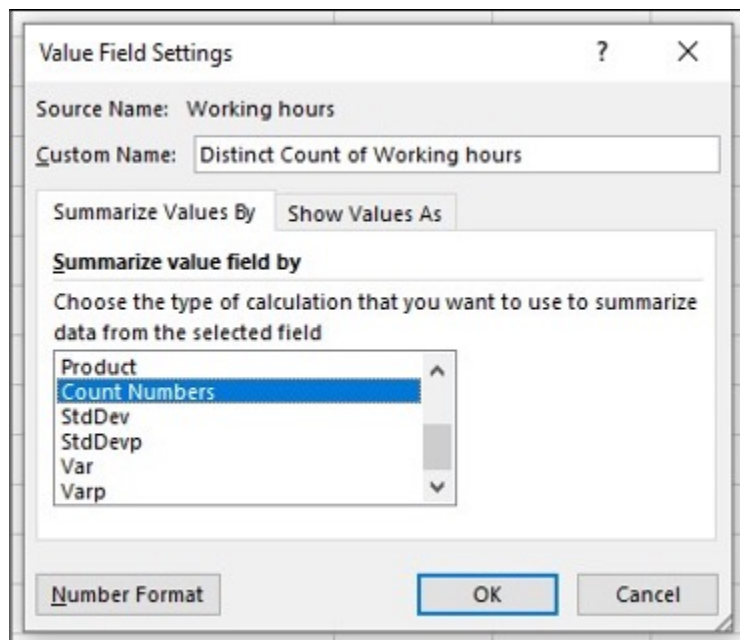 Value Field Settings ? ✕
Source Name: Working hours
Custom Name: Distinct Count of Working hours
Summarize Values By Show Values As
Summarize value field by
Choose the type of calculation that you want to use to summarize
data from the selected field
Product
Count Numbers
StdDev
StdDevp
Var
Varp
Number Format OK Cancel